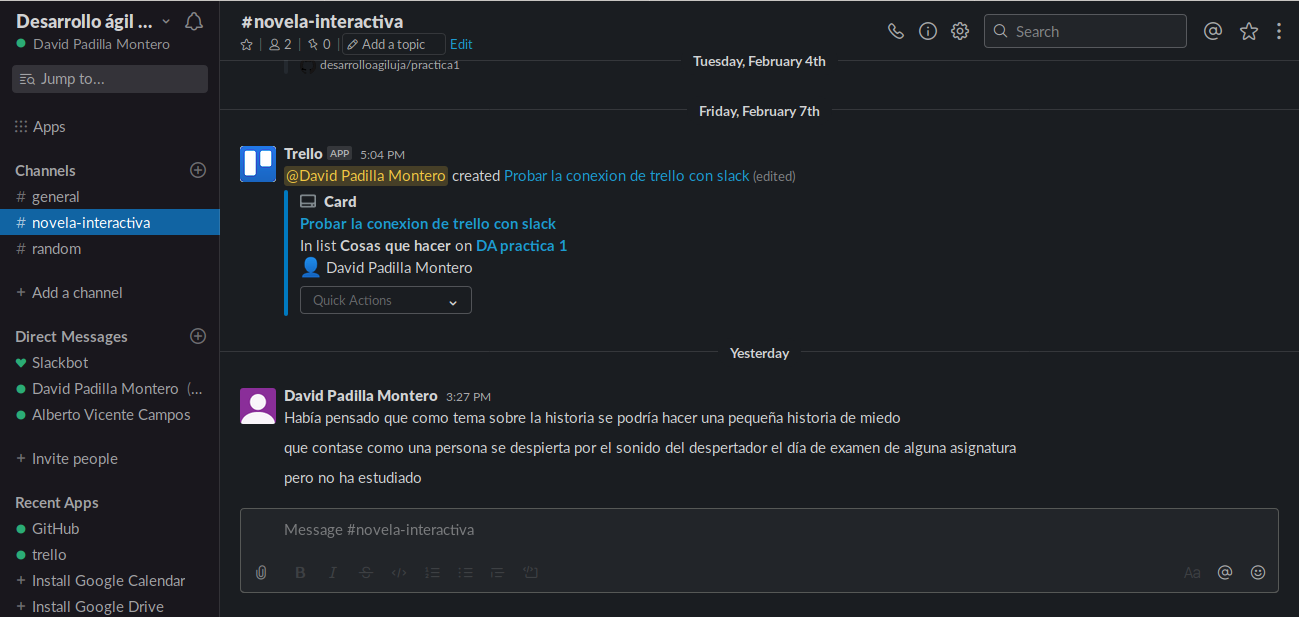 Desarrollo ágil ...
David Padilla Montero
Jump to...
Apps
Channels
# general
# novela-interactiva
# random
+ Add a channel
Direct Messages
Slackbot
David Padilla Montero (...
Alberto Vicente Campos
+ Invite people
Recent Apps
GitHub
trello
+ Install Google Calendar
+ Install Google Drive
#novela-interactiva
2 | 0 | Add a topic Edit
Search
desarrolloagiluja/practica1
Tuesday, February 4th
Friday, February 7th
Trello APP 5:04 PM
@David Padilla Montero created Probar la conexion de trello con slack (edited)
Card
Probar la conexion de trello con slack
In list Cosas que hacer on DA practica 1
David Padilla Montero
Quick Actions
Yesterday
David Padilla Montero 3:27 PM
Había pensado que como tema sobre la historia se podría hacer una pequeña historia de miedo
que contase como una persona se despierta por el sonido del despertador el día de examen de alguna asignatura
pero no ha estudiado
Message #novela-interactiva
B I S </> Aa @